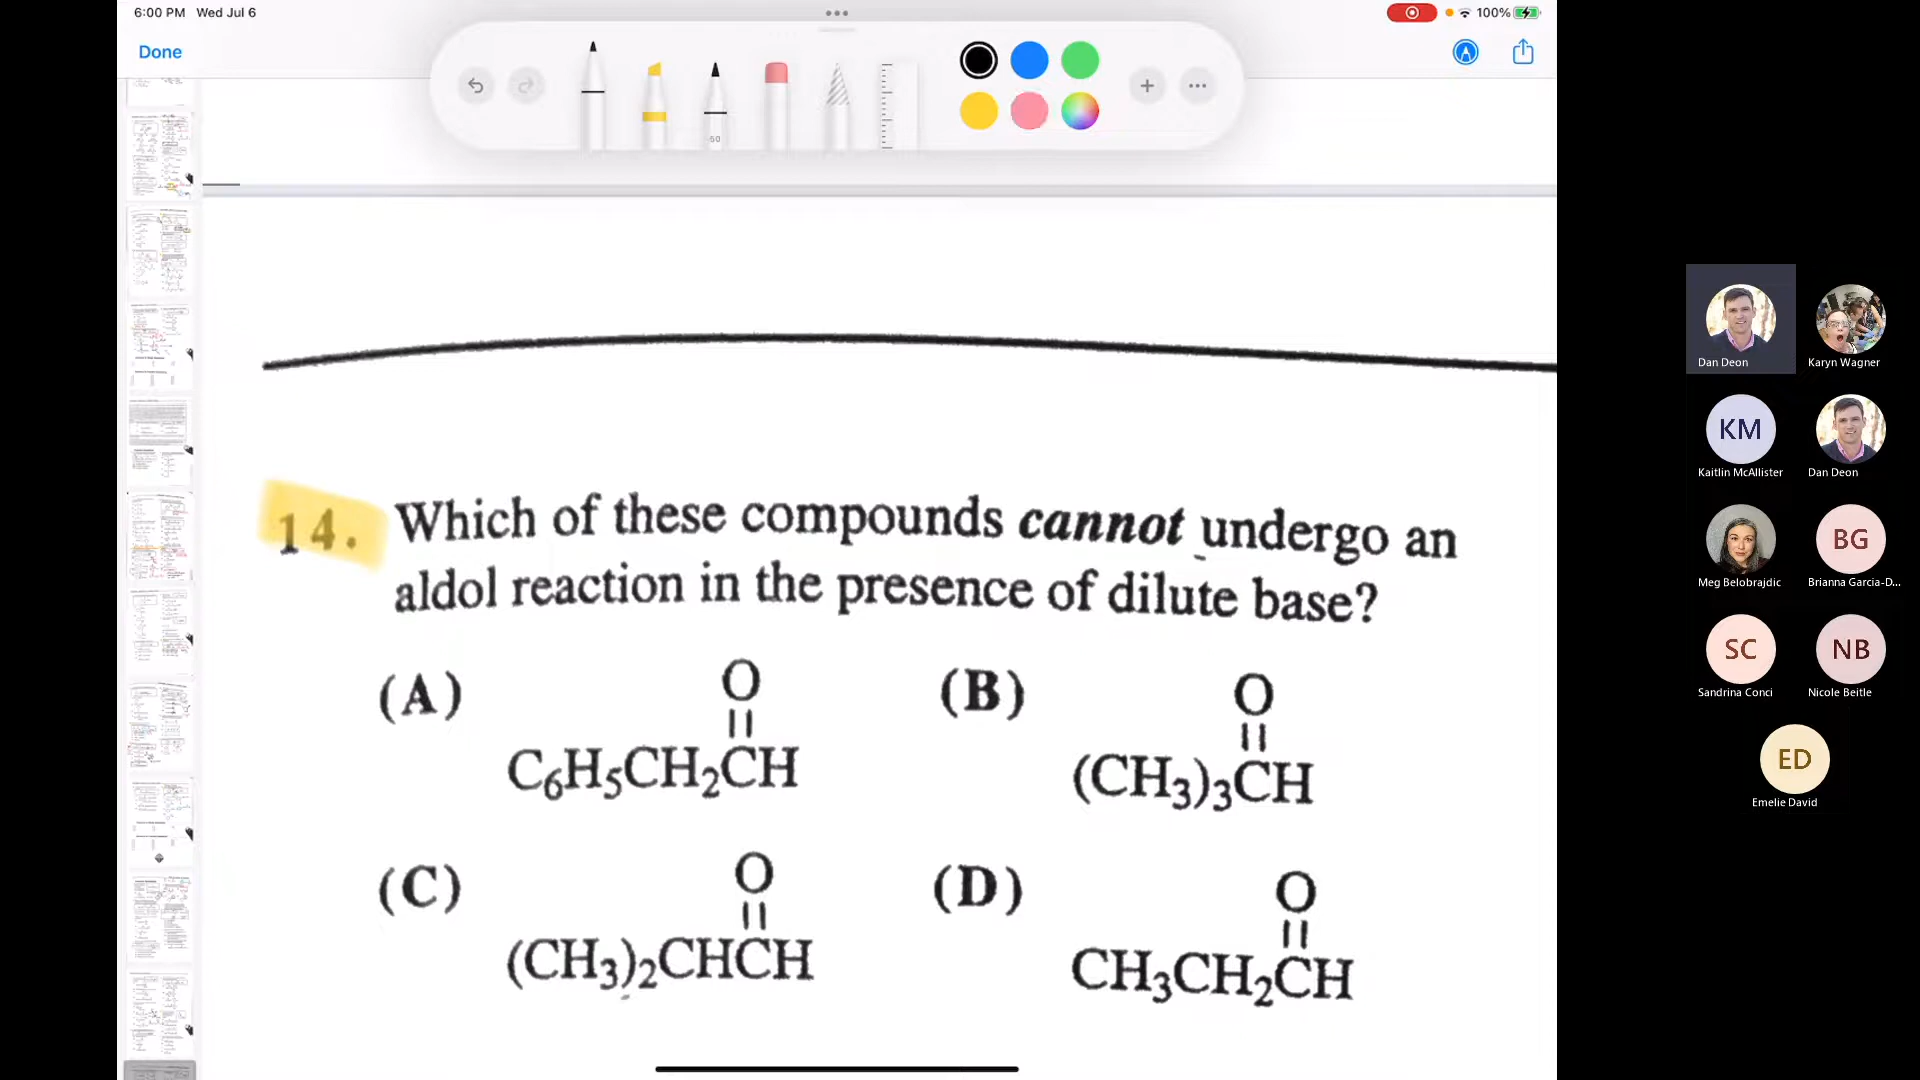 6:00 PM Wed Jul 6
100%
Done
50
14. Which of these compounds cannot undergo an
aldol reaction in the presence of dilute base?
(A)
O
C₆H₅CH₂CH
(B)
O
(CH₃)₃CH
(C)
O
(CH₃)₂CHCH
(D)
O
CH₃CH₂CH
Dan Deon
Karyn Wagner
KM
Kaitlin McAllister
Dan Deon
Meg Belobrajdic
BG
Brianna Garcia-D...
SC
Sandrina Conci
NB
Nicole Beitle
ED
Emelie David